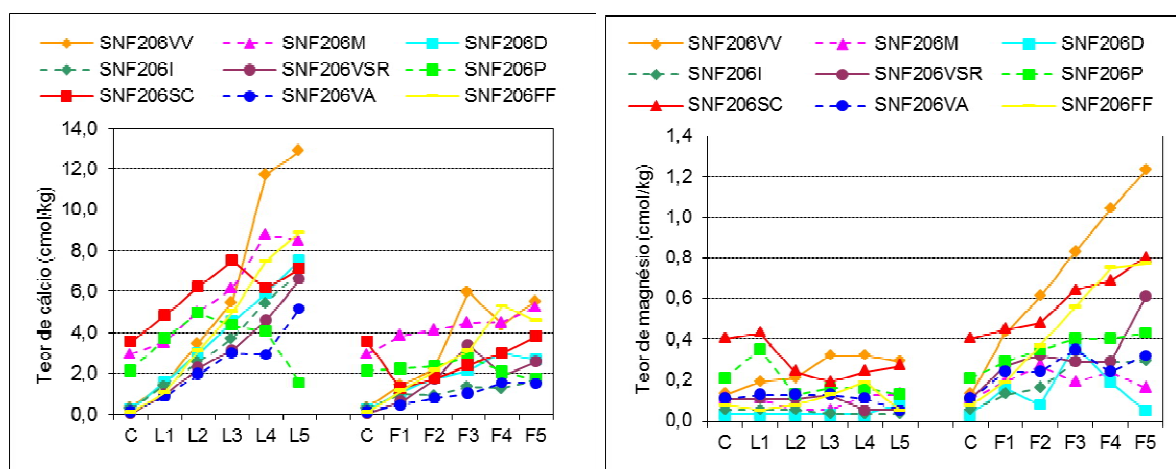 SNF206VV SNF206M SNF206D
SNF206I SNF206VSR SNF206P
SNF206SC SNF206VA SNF206FF
Teor de cálcio (cmol/kg)
14,0
12,0
10,0
8,0
6,0
4,0
2,0
0,0
C L1 L2 L3 L4 L5 C F1 F2 F3 F4 F5
SNF206VV SNF206M SNF206D
SNF206I SNF206VSR SNF206P
SNF206SC SNF206VA SNF206FF
Teor de magnésio (cmol/kg)
1,4
1,2
1,0
0,8
0,6
0,4
0,2
0,0
C L1 L2 L3 L4 L5 C F1 F2 F3 F4 F5